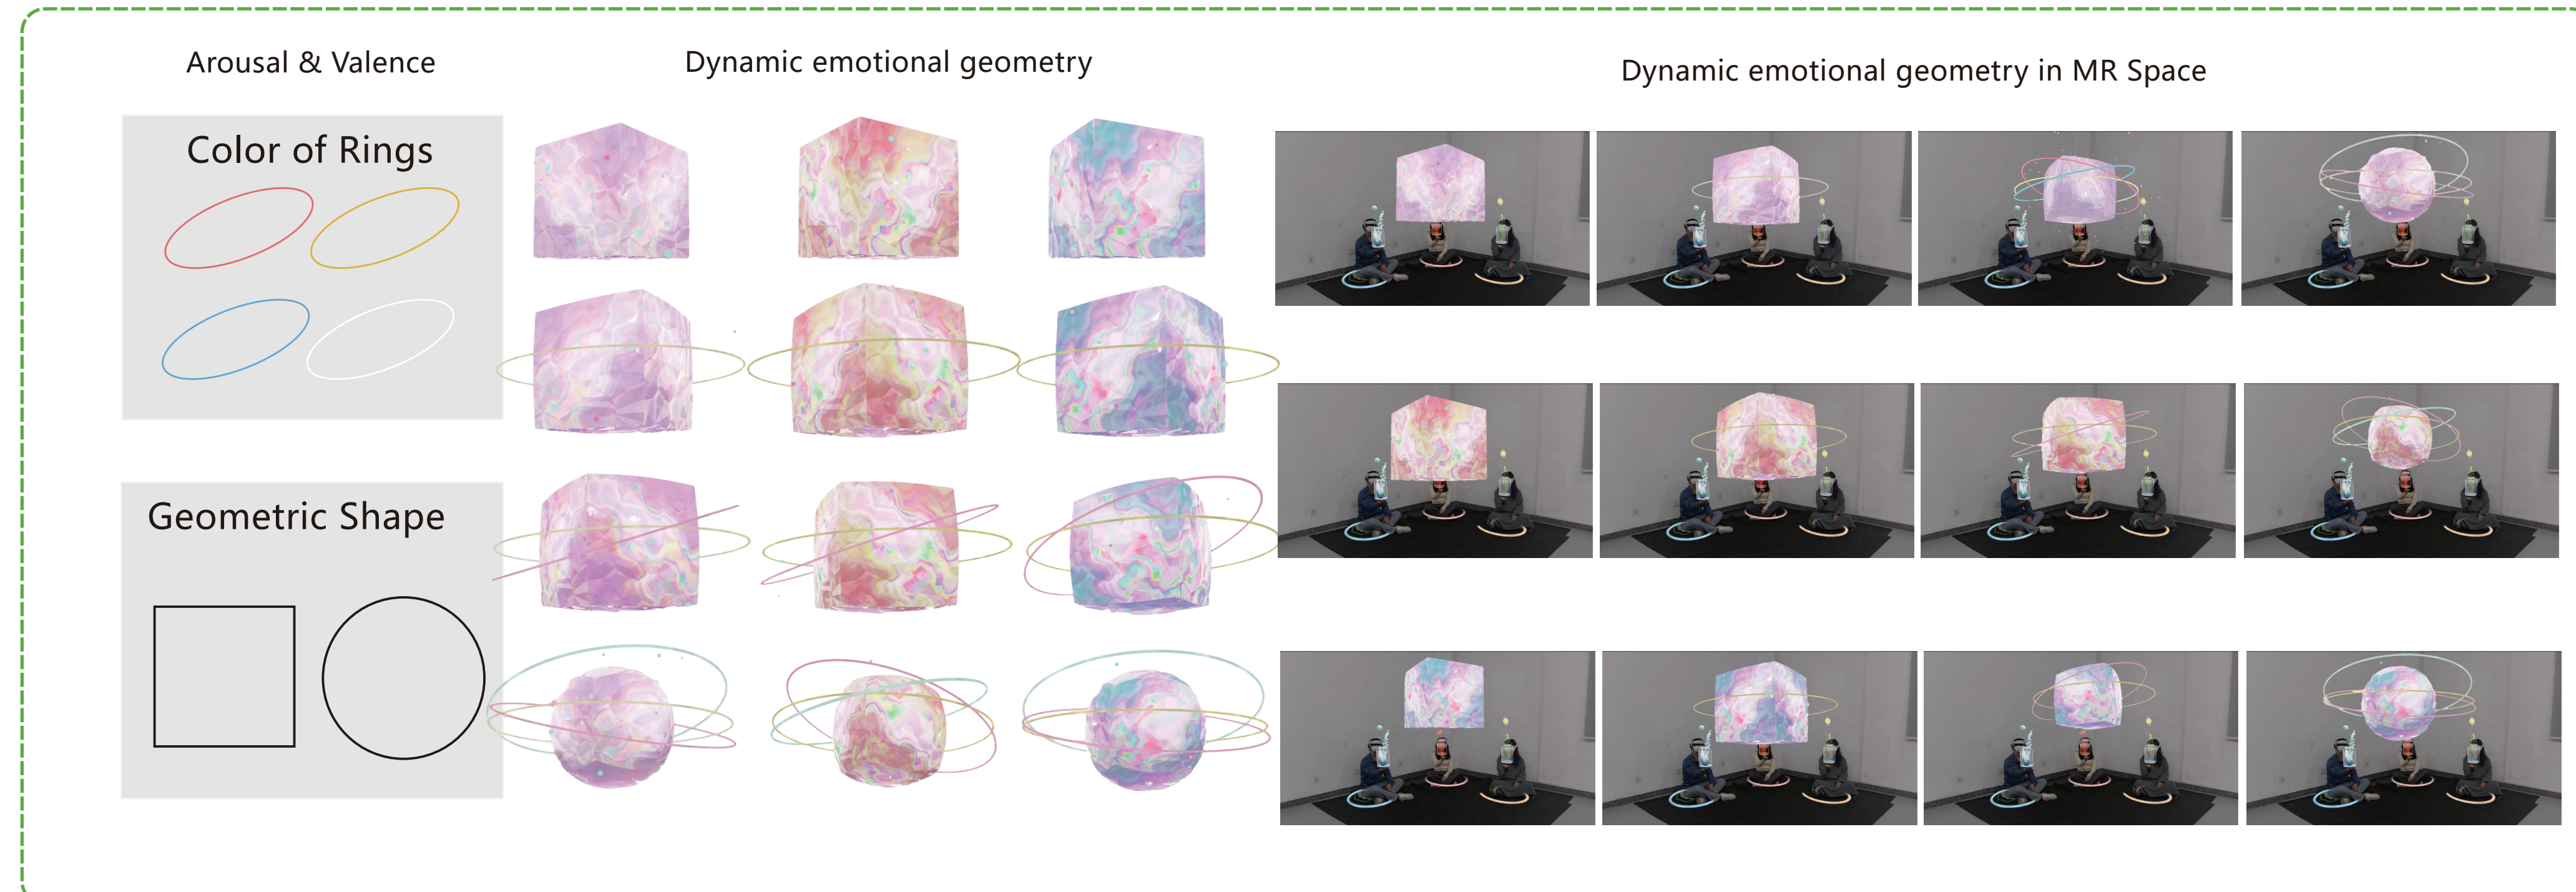 Arousal & Valence
Dynamic emotional geometry
Dynamic emotional geometry in MR Space
Color of Rings
Geometric Shape